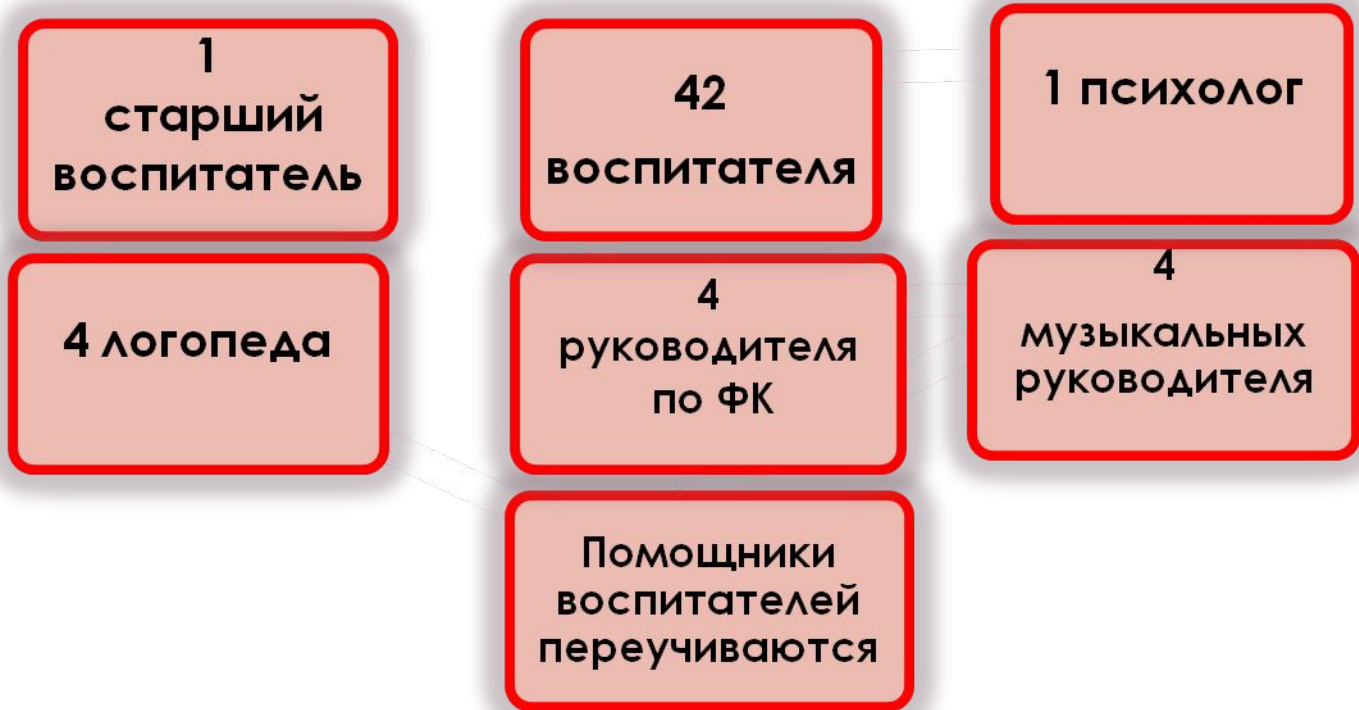 1
старший
воспитатель
42
воспитателя
1 психолог
4 логопеда
4
руководителя
по ФК
4
музыкальных
руководителя
Помощники
воспитателей
переучиваются